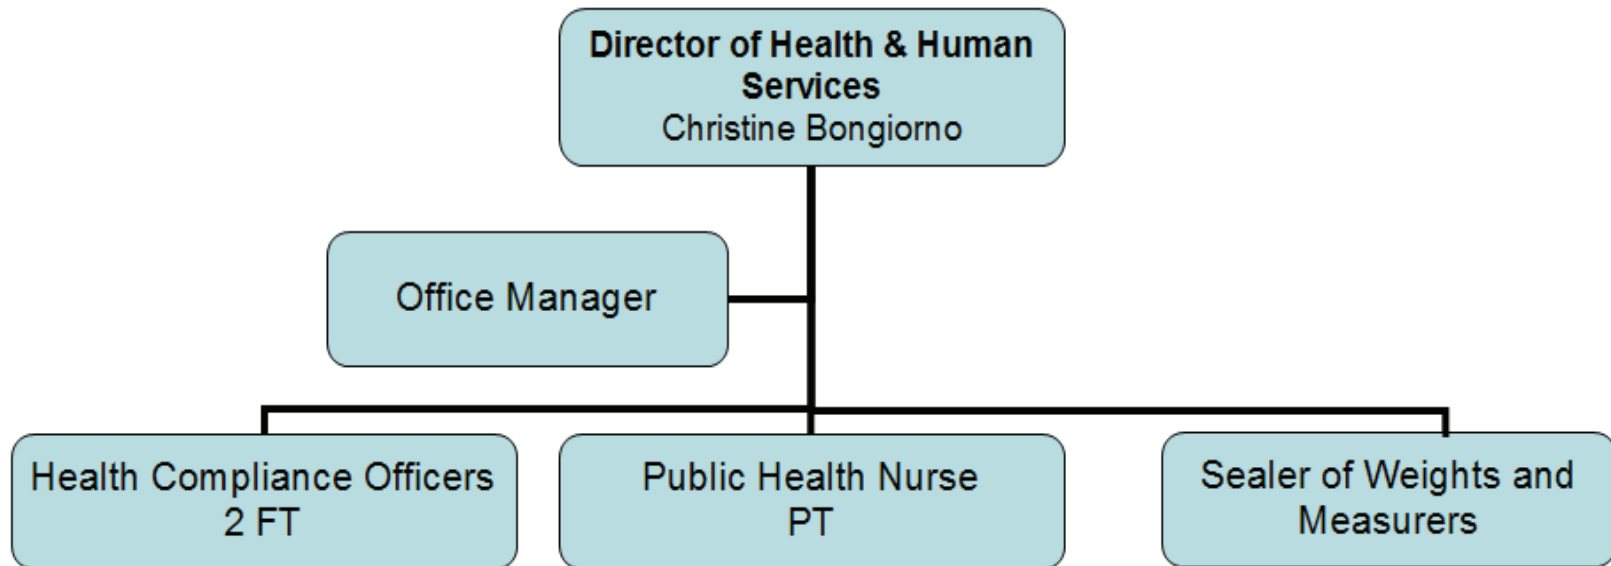 Director of Health & Human
Services
Christine Bongiorno
Office Manager
Health Compliance Officers
2 FT
Public Health Nurse
PT
Sealer of Weights and
Measurers